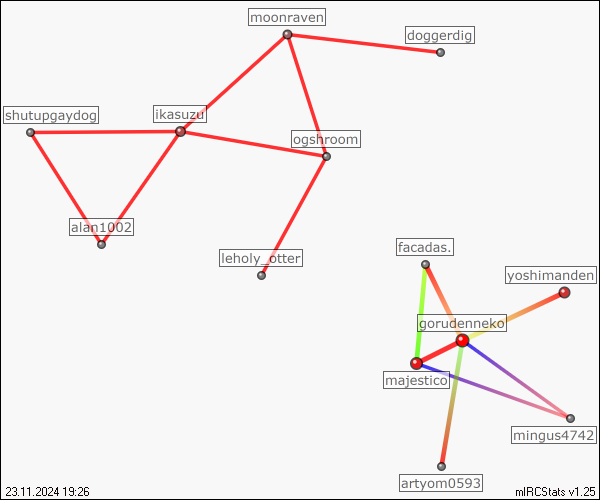 moonraven
doggerdig
shutupgaydog
ikasuzu
ogshroom
alan1002
leholy_otter
facadas.
yoshimanden
gorudenneko
majestico
mingus4742
artyom0593
23.11.2024 19:26
mIRCStats v1.25